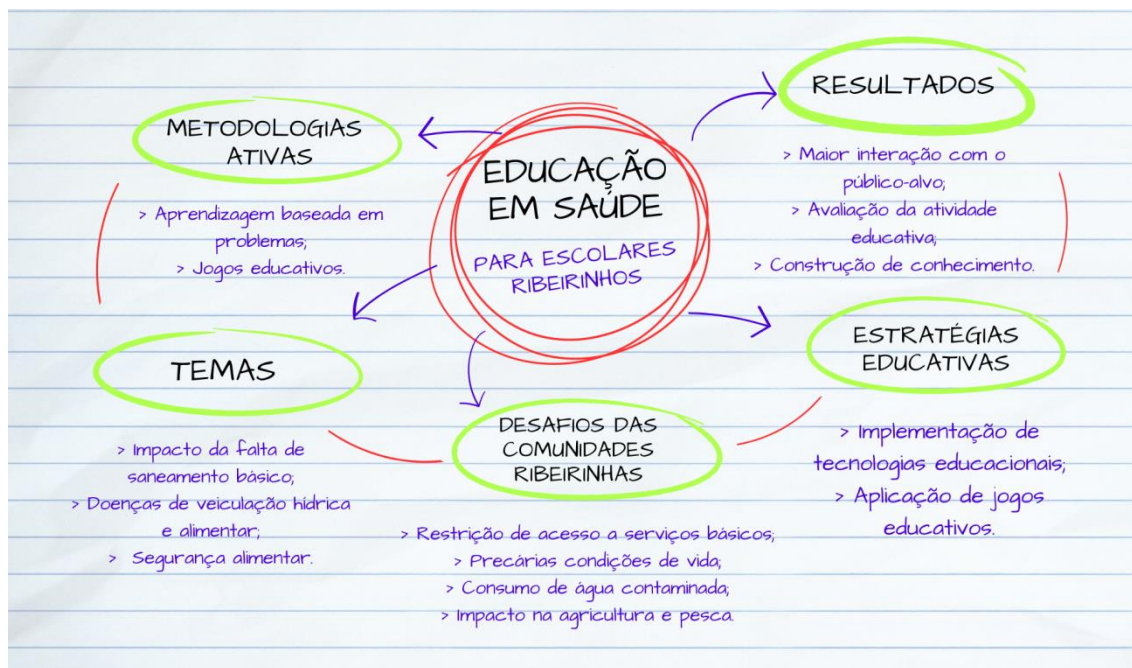 EDUCAÇÃO
EM SAÚDE
PARA ESCOLARES
RIBEIRINHOS
METODOLOGIAS
ATIVAS
> Aprendizagem baseada em
problemas;
> Jogos educativos.
RESULTADOS
> Maior interação com o
público-alvo;
> Avaliação da atividade
educativa;
> Construção de conhecimento.
TEMAS
> Impacto da falta de
saneamento básico;
> Doenças de veiculação hídrica
e alimentar;
> Segurança alimentar.
DESAFIOS DAS
COMUNIDADES
RIBEIRINHAS
> Restrição de acesso a serviços básicos;
> Precárias condições de vida;
> Consumo de água contaminada;
> Impacto na agricultura e pesca.
ESTRATÉGIAS
EDUCATIVAS
> Implementação de
tecnologias educacionais;
> Aplicação de jogos
educativos.